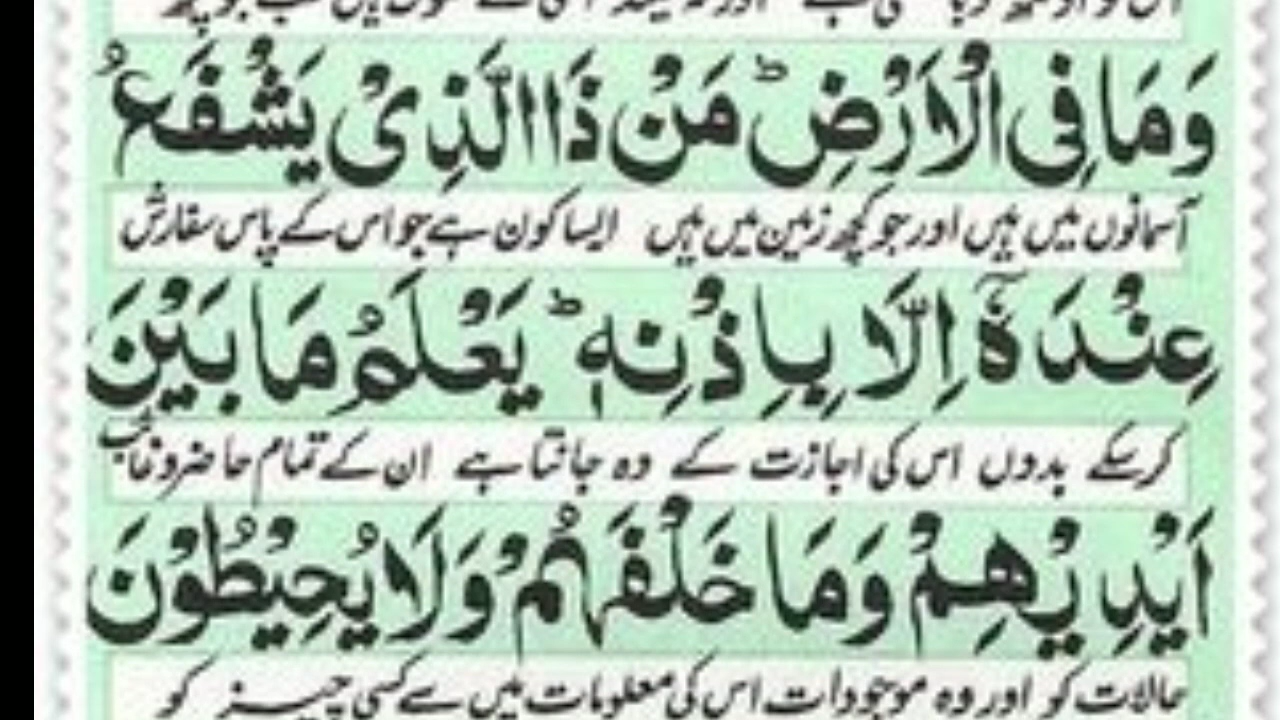 وَمَا فِی الْاَرْضِ ؕ مَنْ ذَا الَّذِیْ یَشْفَعُ
آسمانوں میں ہیں اور جو کچھ زمین میں ہیں ایسا کون ہے جو اس کے پاس سفارش
عِنْدَهٗۤ اِلَّا بِاِذْنِهٖ ؕ یَعْلَمُ مَا بَیْنَ
کرسکے بدوں اس کی اجازت کے وہ جانتا ہے ان کے تمام حاضر و غائب
اَیْدِیْهِمْ وَمَا خَلْفَهُمْ وَلَا یُحِیْطُوْنَ
حالات کو اور وہ موجودات اس کی معلومات میں سے کسی چیز کو